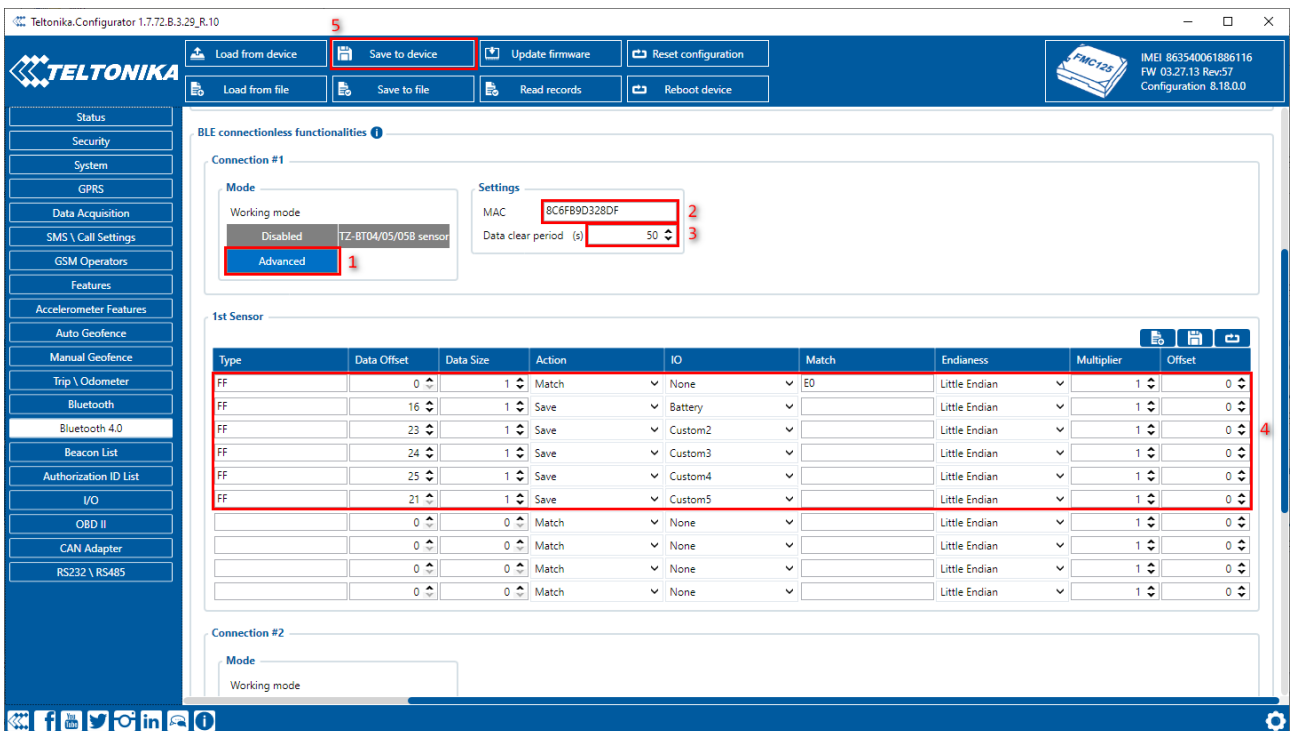 Teltonika.Configurator 1.7.72.B.3.29_R.10
5
TELTONIKA
Load from device
Save to device
Update firmware
Reset configuration
Load from file
Save to file
Read records
Reboot device
FMC125
IMEI 863540061886116
FW 03.27.13 Rev:57
Configuration 8.18.0.0
Status
Security
System
GPRS
Data Acquisition
SMS \ Call Settings
GSM Operators
Features
Accelerometer Features
Auto Geofence
Manual Geofence
Trip \ Odometer
Bluetooth
Bluetooth 4.0
Beacon List
Authorization ID List
I/O
OBD II
CAN Adapter
RS232 \ RS485
BLE connectionless functionalities
Connection #1
Mode
Working mode
Disabled TZ-BT04/05/05B sensor
Advanced 1
Settings
MAC 8C6FB9D328DF 2
Data clear period (s) 50 3
1st Sensor
Type Data Offset Data Size Action IO Match Endianess Multiplier Offset
FF 0 1 Match None E0 Little Endian 1 0
FF 16 1 Save Battery Little Endian 1 0
FF 23 1 Save Custom2 Little Endian 1 0 4
FF 24 1 Save Custom3 Little Endian 1 0
FF 25 1 Save Custom4 Little Endian 1 0
FF 21 1 Save Custom5 Little Endian 1 0
0 0 Match None Little Endian 1 0
0 0 Match None Little Endian 1 0
0 0 Match None Little Endian 1 0
0 0 Match None Little Endian 1 0
Connection #2
Mode
Working mode